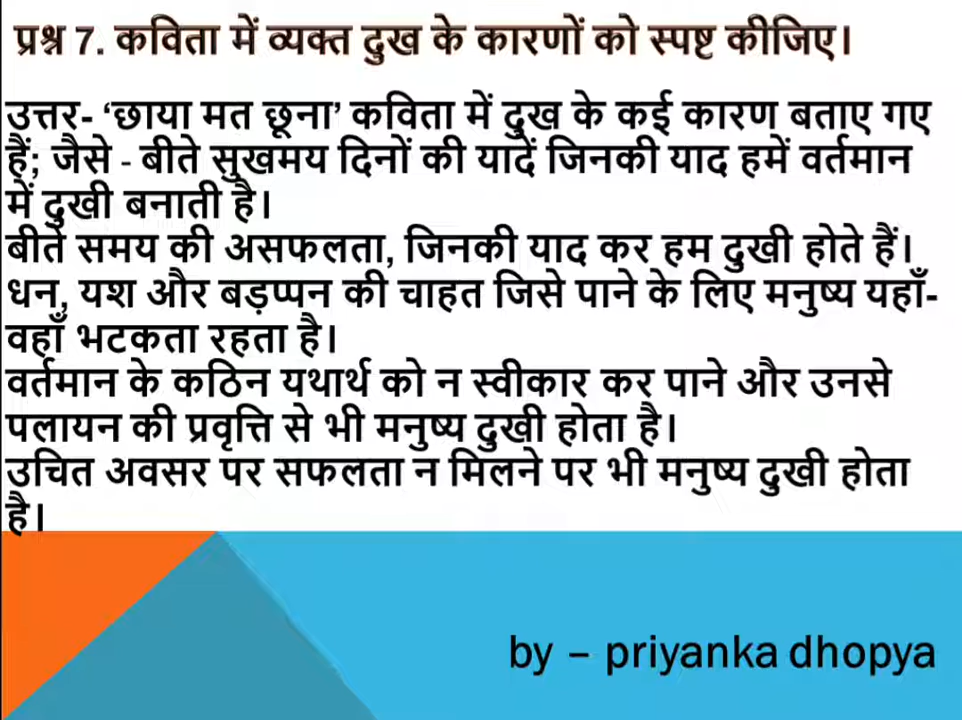 प्रश्न 7. कविता में व्यक्त दुख के कारणों को स्पष्ट कीजिए।
उत्तर- ‘छाया मत छूना’ कविता में दुख के कई कारण बताए गए
हैं; जैसे - बीते सुखमय दिनों की यादें जिनकी याद हमें वर्तमान
में दुखी बनाती है।
बीते समय की असफलता, जिनकी याद कर हम दुखी होते हैं।
धन, यश और बड़प्पन की चाहत जिसे पाने के लिए मनुष्य यहाँ-
वहाँ भटकता रहता है।
वर्तमान के कठिन यथार्थ को न स्वीकार कर पाने और उनसे
पलायन की प्रवृत्ति से भी मनुष्य दुखी होता है।
उचित अवसर पर सफलता न मिलने पर भी मनुष्य दुखी होता
है।
by – priyanka dhopya